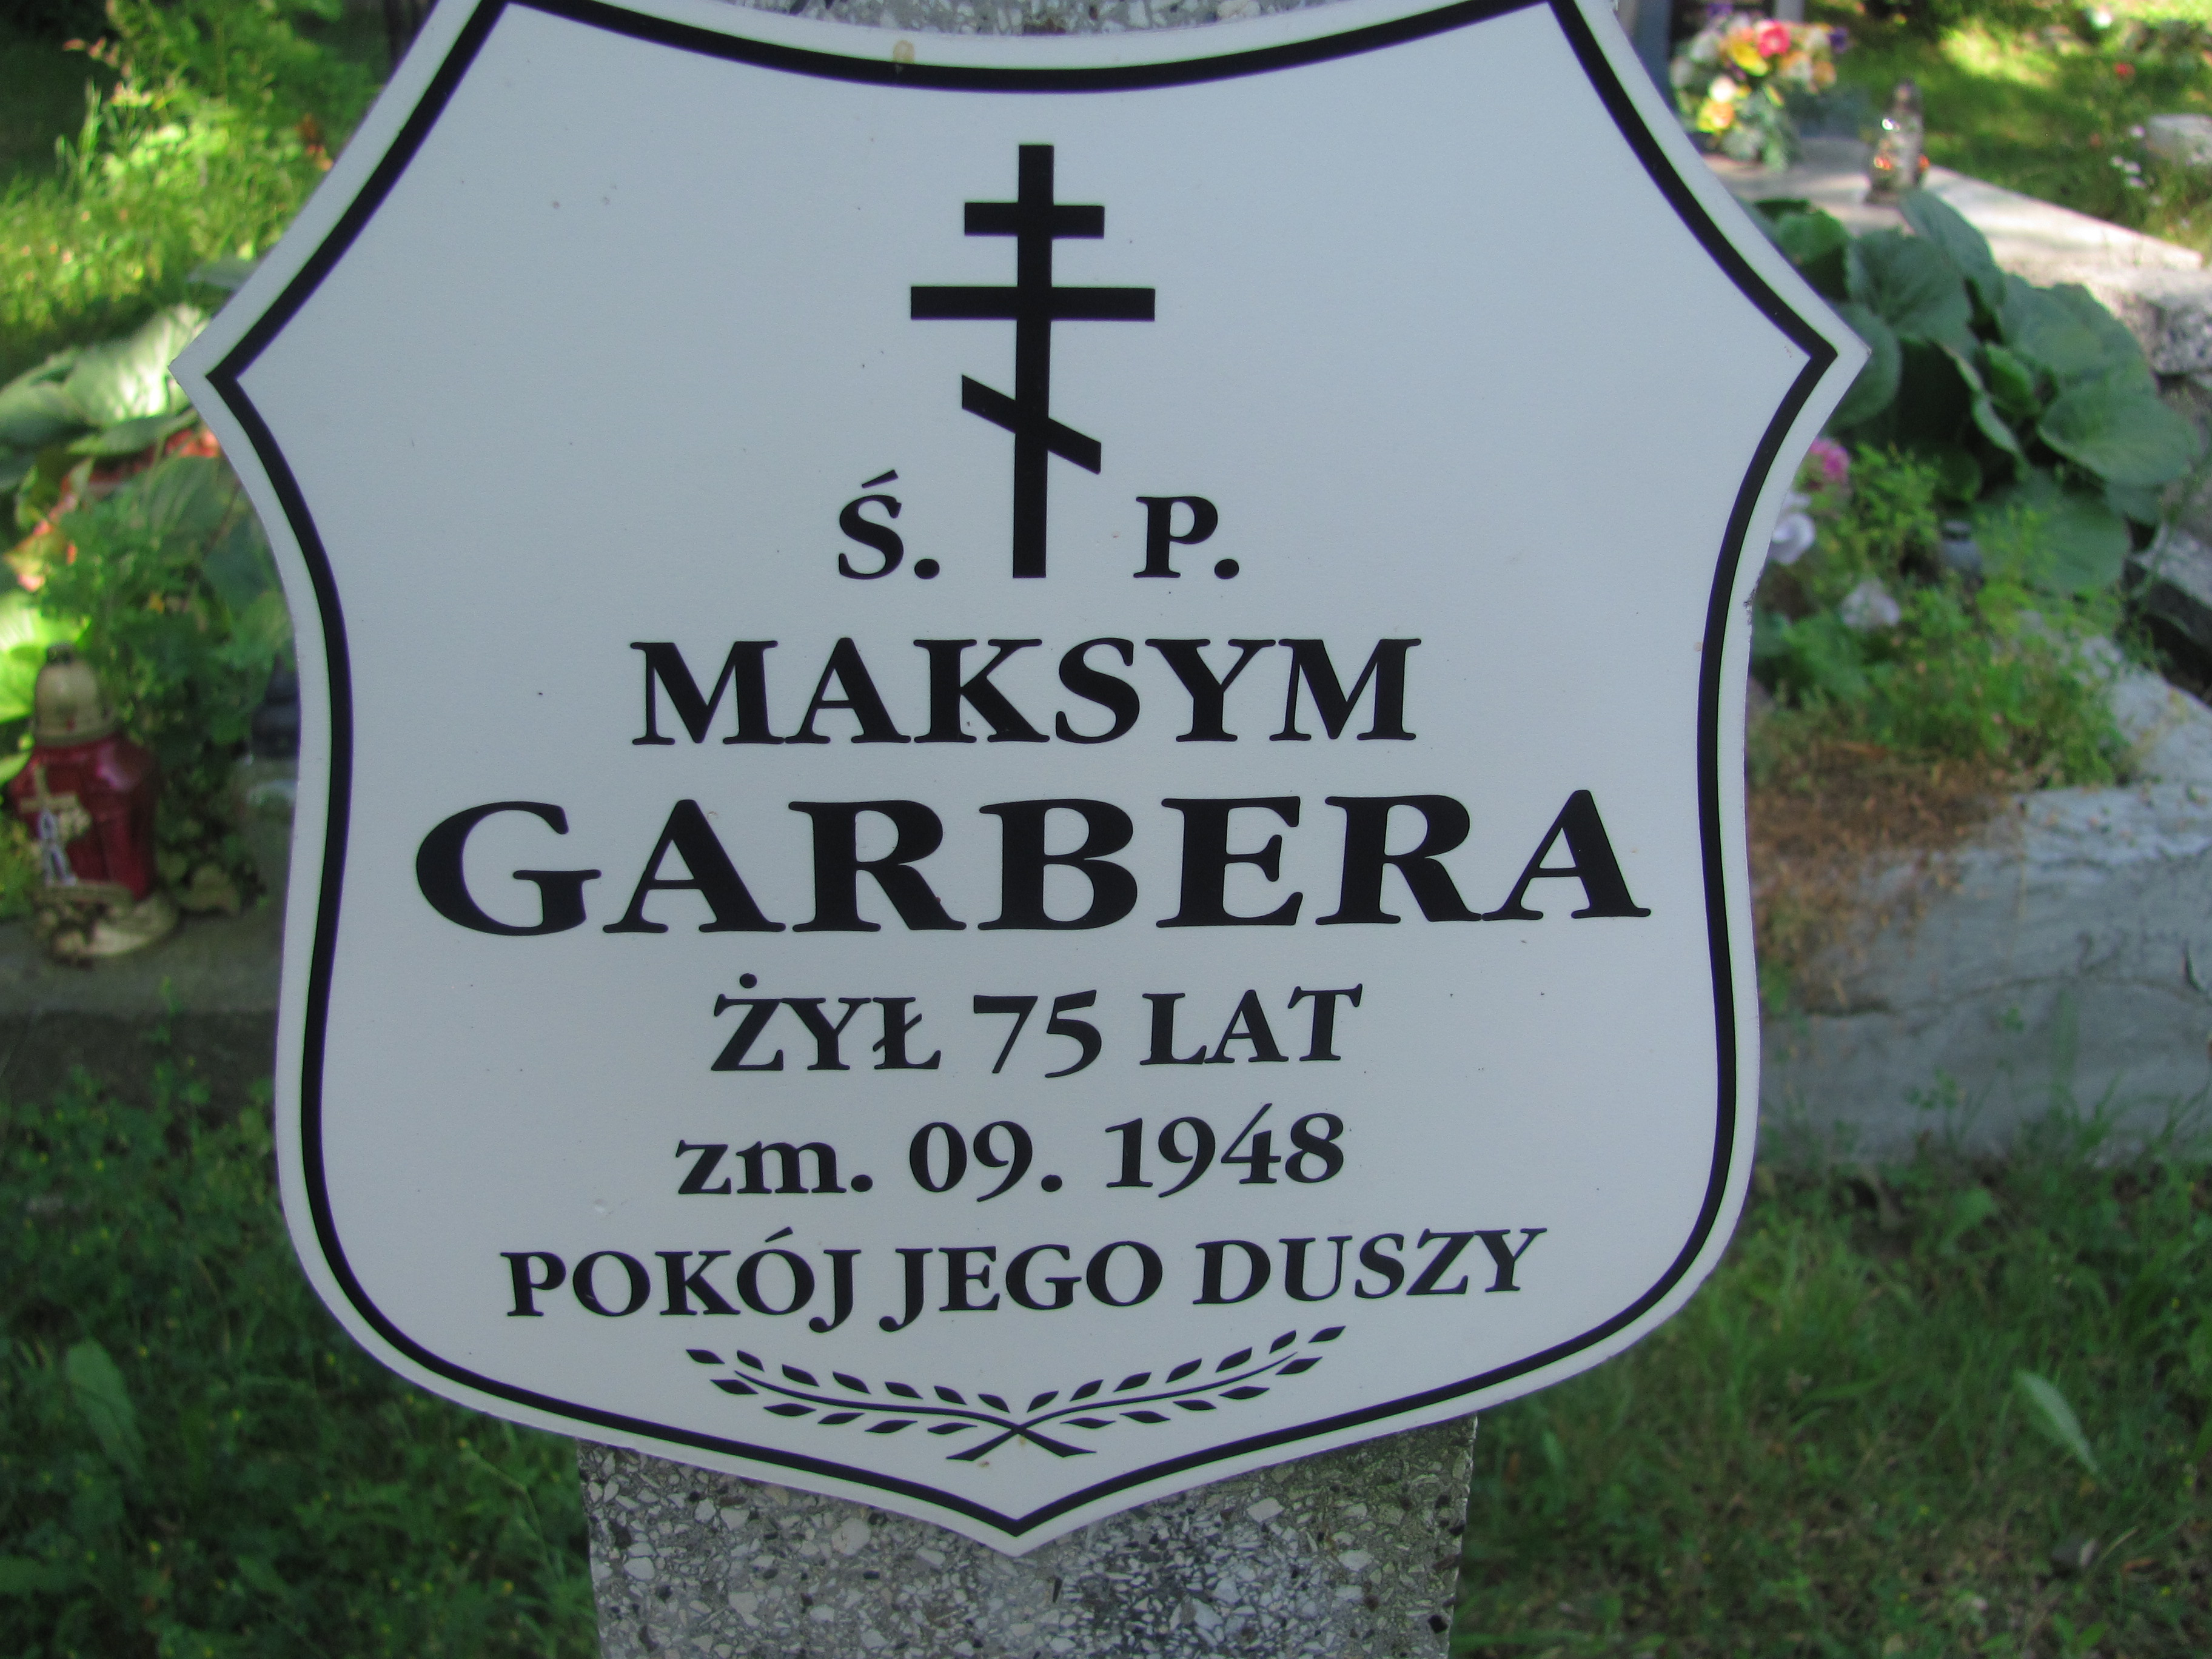 Ś. P.
MAKSYM
GARBERA
ŻYŁ 75 LAT
zm. 09. 1948
POKÓJ JEGO DUSZY